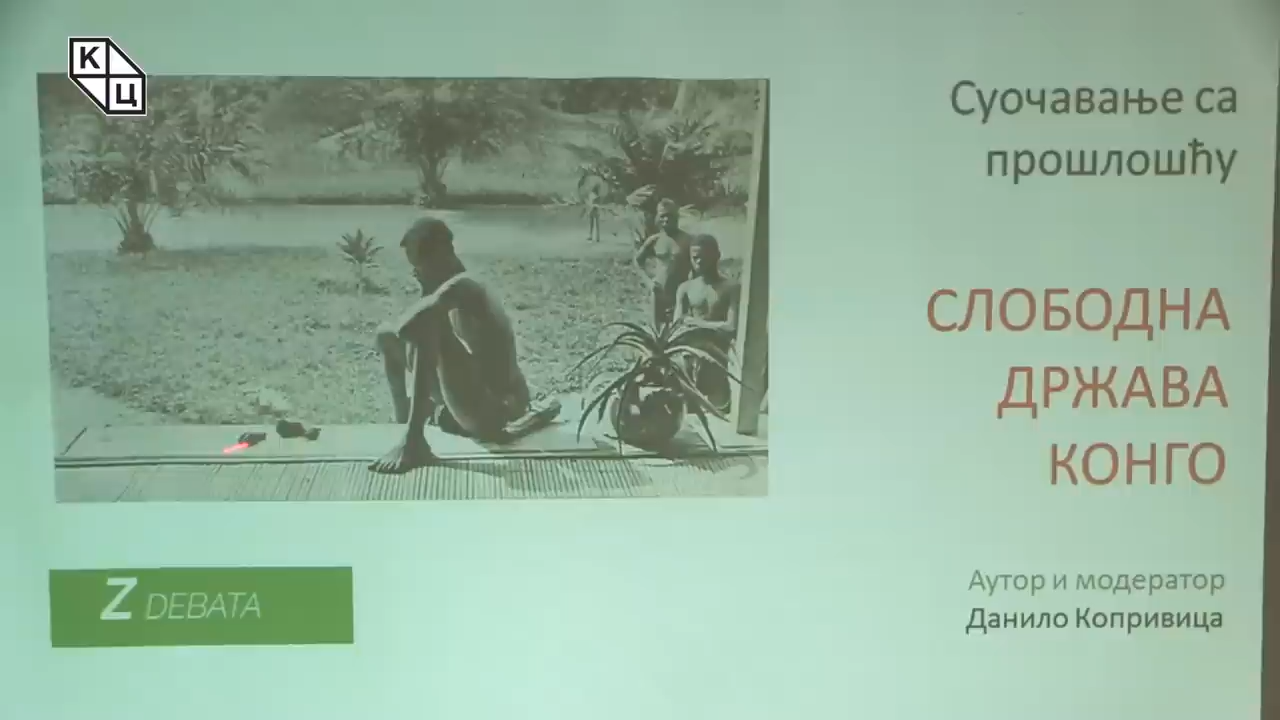 К
Ц
Суочавање са
прошлошћу
СЛОБОДНА
ДРЖАВА
КОНГО
Z DEBATA
Аутор и модератор
Данило Копривица